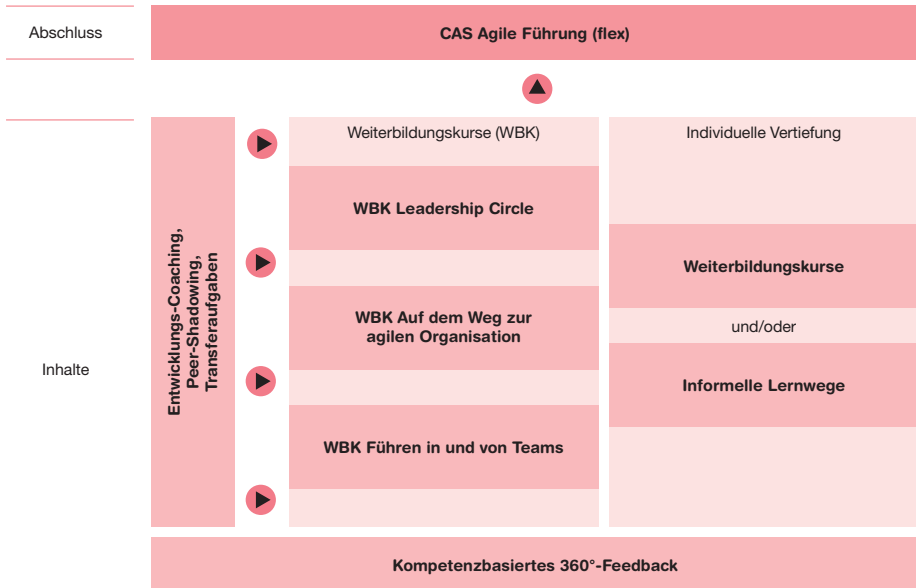 Abschluss
CAS Agile Führung (flex)
Inhalte
Entwicklungs-Coaching,
Peer-Shadowing,
Transferaufgaben
Weiterbildungskurse (WBK)
WBK Leadership Circle
WBK Auf dem Weg zur
agilen Organisation
WBK Führen in und von Teams
Individuelle Vertiefung
Weiterbildungskurse
und/oder
Informelle Lernwege
Kompetenzbasiertes 360°-Feedback